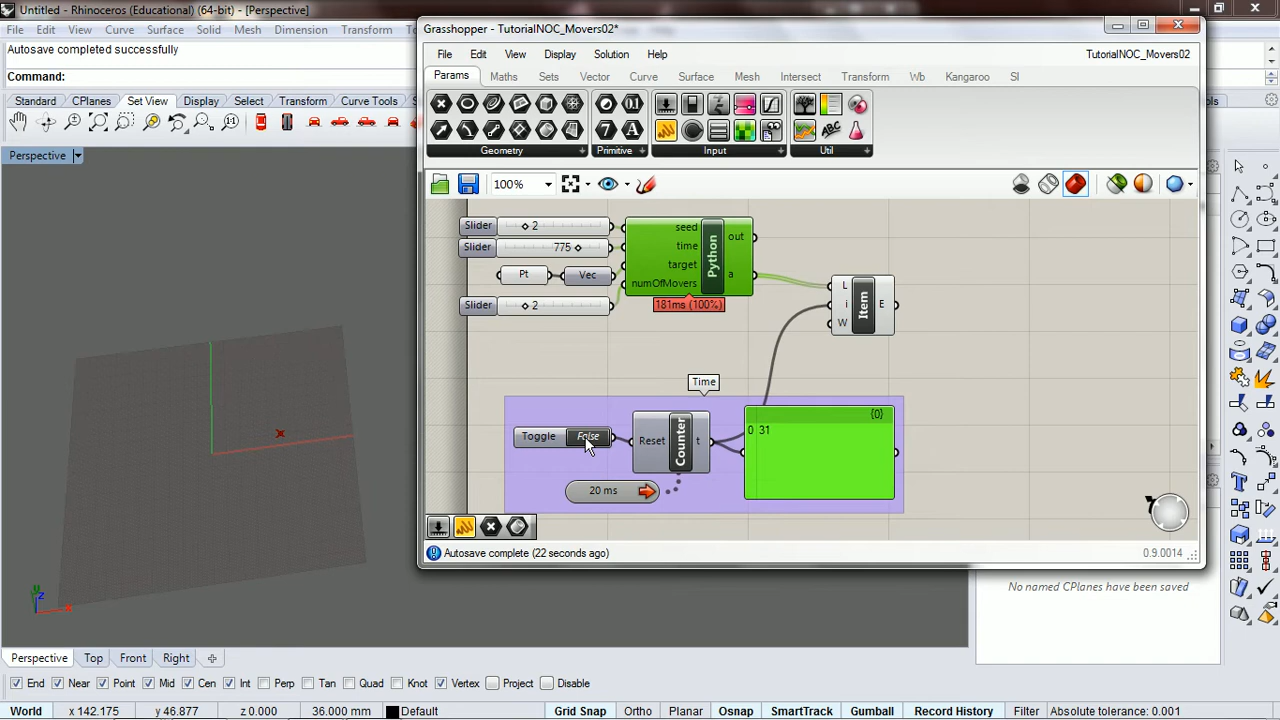 Untitled - Rhinoceros (Educational) (64-bit) - [Perspective]
File Edit View Curve Surface Solid Mesh Dimension Transform
Autosave completed successfully
Command:
Standard CPlanes Set View Display Select Transform Curve Tools
Perspective
Grasshopper - TutorialNOC_Movers02*
File Edit View Display Solution Help
TutorialNOC_Movers02
Params Maths Sets Vector Curve Surface Mesh Intersect Transform Wb Kangaroo SI
Geometry Primitive Input Util
100%
Slider 2
Slider 775
Pt Vec
Slider 2
seed
time
target
numOfMovers
Python
out
a
181ms (100%)
L
i
W
Item
E
Time
Toggle False
Reset
Counter
t
20 ms
{0}
0 31
Autosave complete (22 seconds ago)
0.9.0014
No named CPlanes have been saved
y
z
x
Perspective Top Front Right
End Near Point Mid Cen Int Perp Tan Quad Knot Vertex Project Disable
World x 142.175 y 46.877 z 0.000 36.000 mm Default Grid Snap Ortho Planar Osnap SmartTrack Gumball Record History Filter Absolute tolerance: 0.001